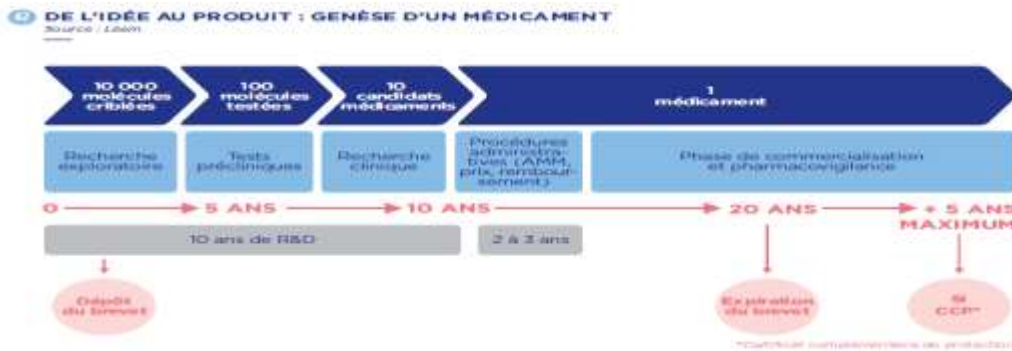 DE L'IDÉE AU PRODUIT : GENÈSE D'UN MÉDICAMENT
Source : Leem
10 000
molécules
criblées
100
molécules
testées
10
candidats
médicaments
1
médicament
Recherche
exploratoire
Tests
précliniques
Recherche
clinique
Procédures
administra-
tives (AMM,
prix, rembour-
sement)
Phase de commercialisation
et pharmacovigilance
0
5 ANS
10 ANS
20 ANS
+ 5 ANS
MAXIMUM
10 ans de R&D
2 à 3 ans
Dépôt
du brevet
Expiration
du brevet
Si
CCP*
*Certificat complémentaire de protection